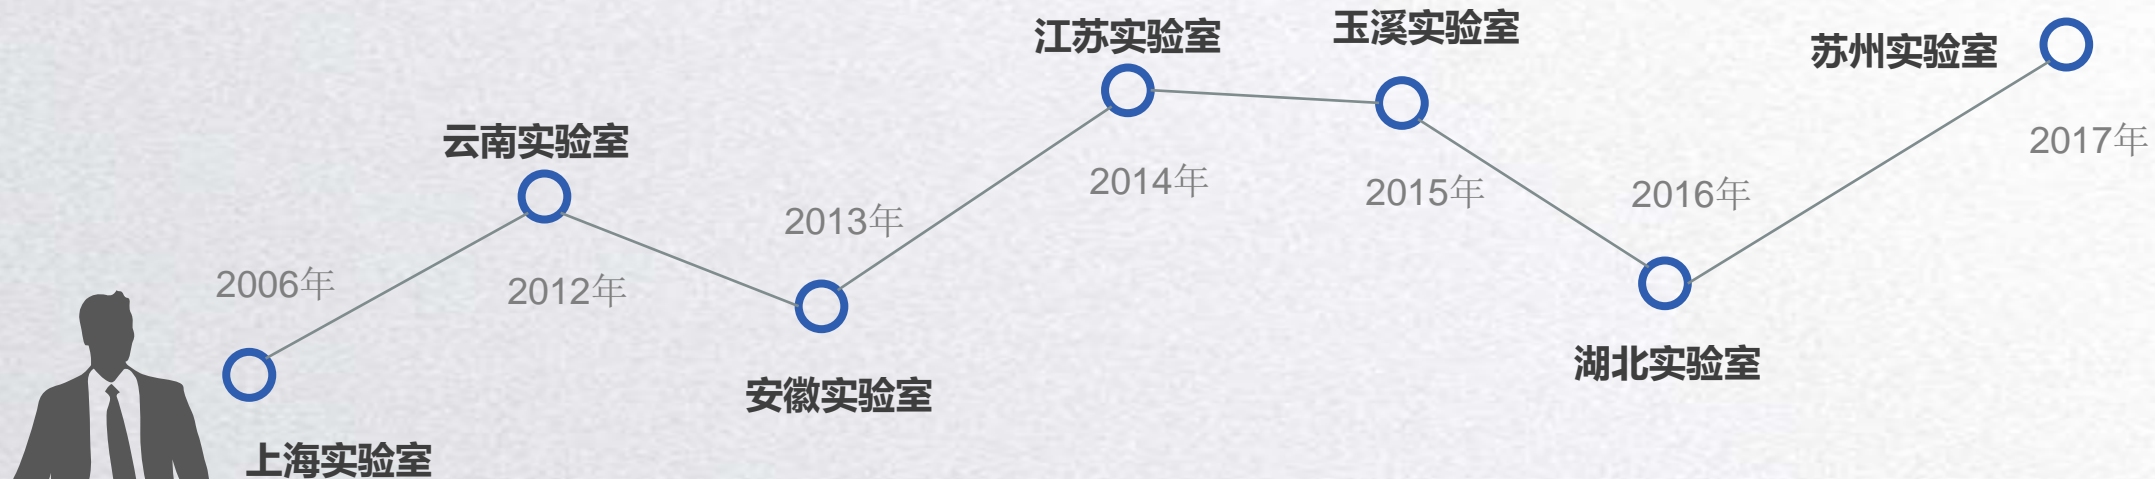 2006年
上海实验室
云南实验室
2012年
2013年
安徽实验室
江苏实验室
2014年
玉溪实验室
2015年
2016年
湖北实验室
苏州实验室
2017年